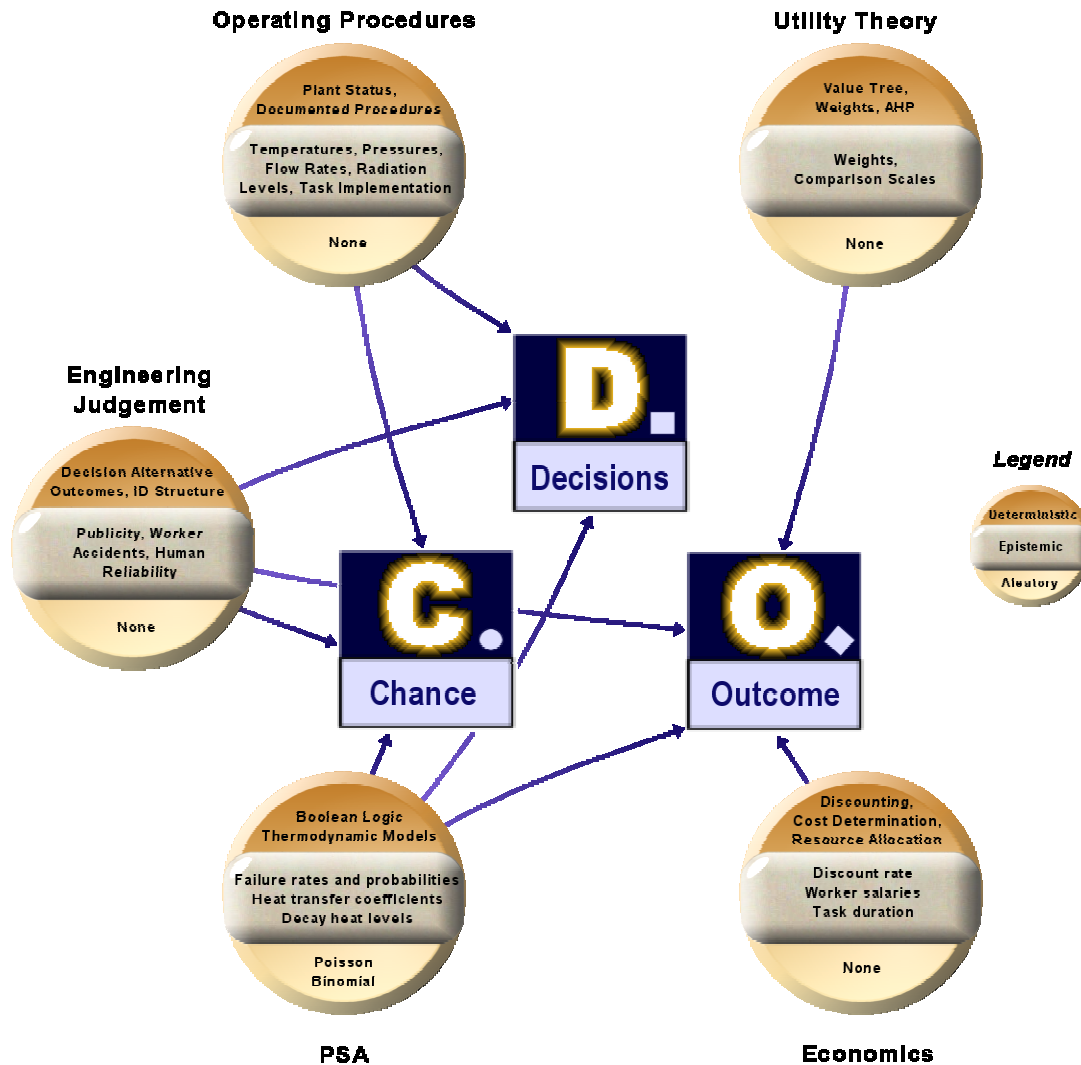 Operating Procedures
Plant Status,
Documented Procedures
Temperatures, Pressures,
Flow Rates, Radiation
Levels, Task Implementation
None
Utility Theory
Value Tree,
Weights, AHP
Weights,
Comparison Scales
None
Engineering
Judgement
Decision Alternative
Outcomes, ID Structure
Publicity, Worker
Accidents, Human
Reliability
None
D
Decisions
Legend
Deterministic
Epistemic
Aleatory
C
Chance
O
Outcome
Boolean Logic
Thermodynamic Models
Failure rates and probabilities
Heat transfer coefficients
Decay heat levels
Poisson
Binomial
PSA
Discounting,
Cost Determination,
Resource Allocation
Discount rate
Worker salaries
Task duration
None
Economics